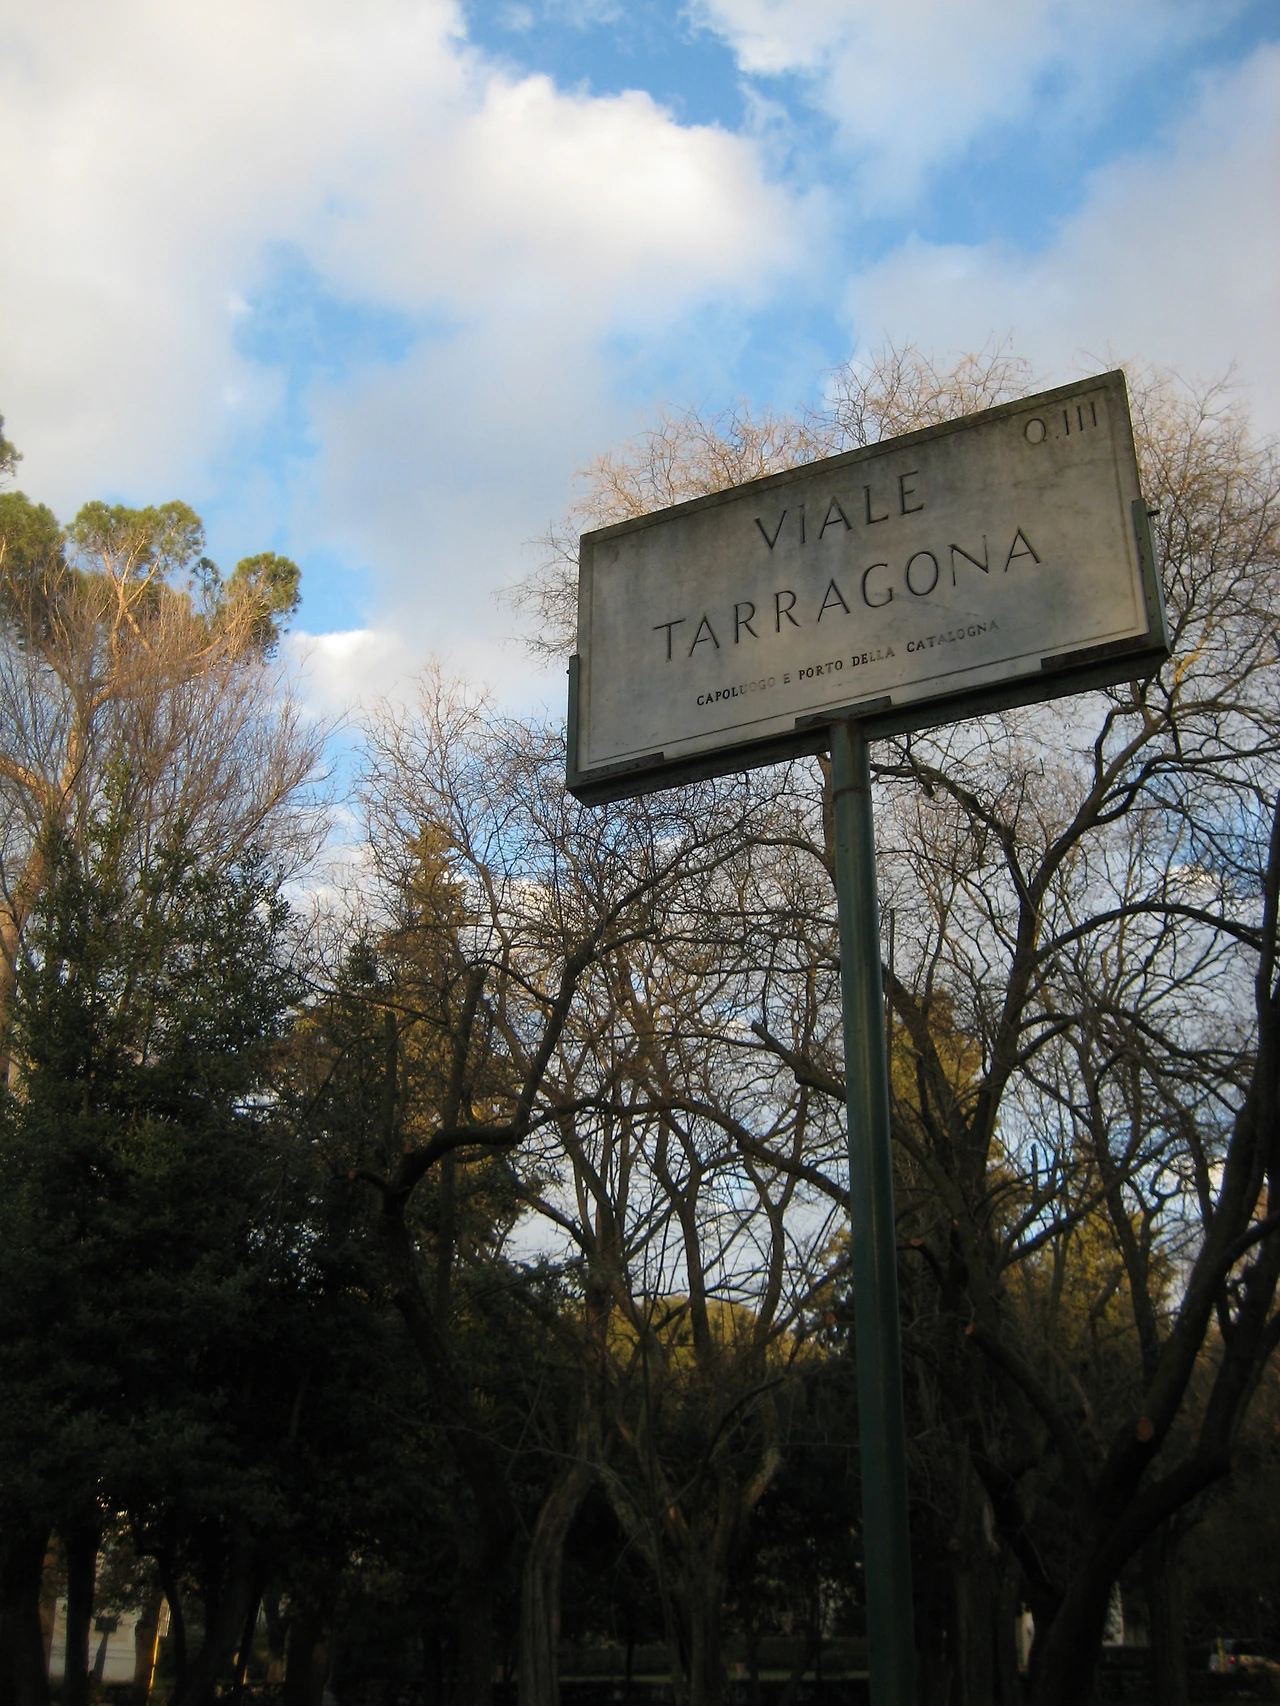 Q.III
VIALE
TARRAGONA
CAPOLUOGO E PORTO DELLA CATALOGNA